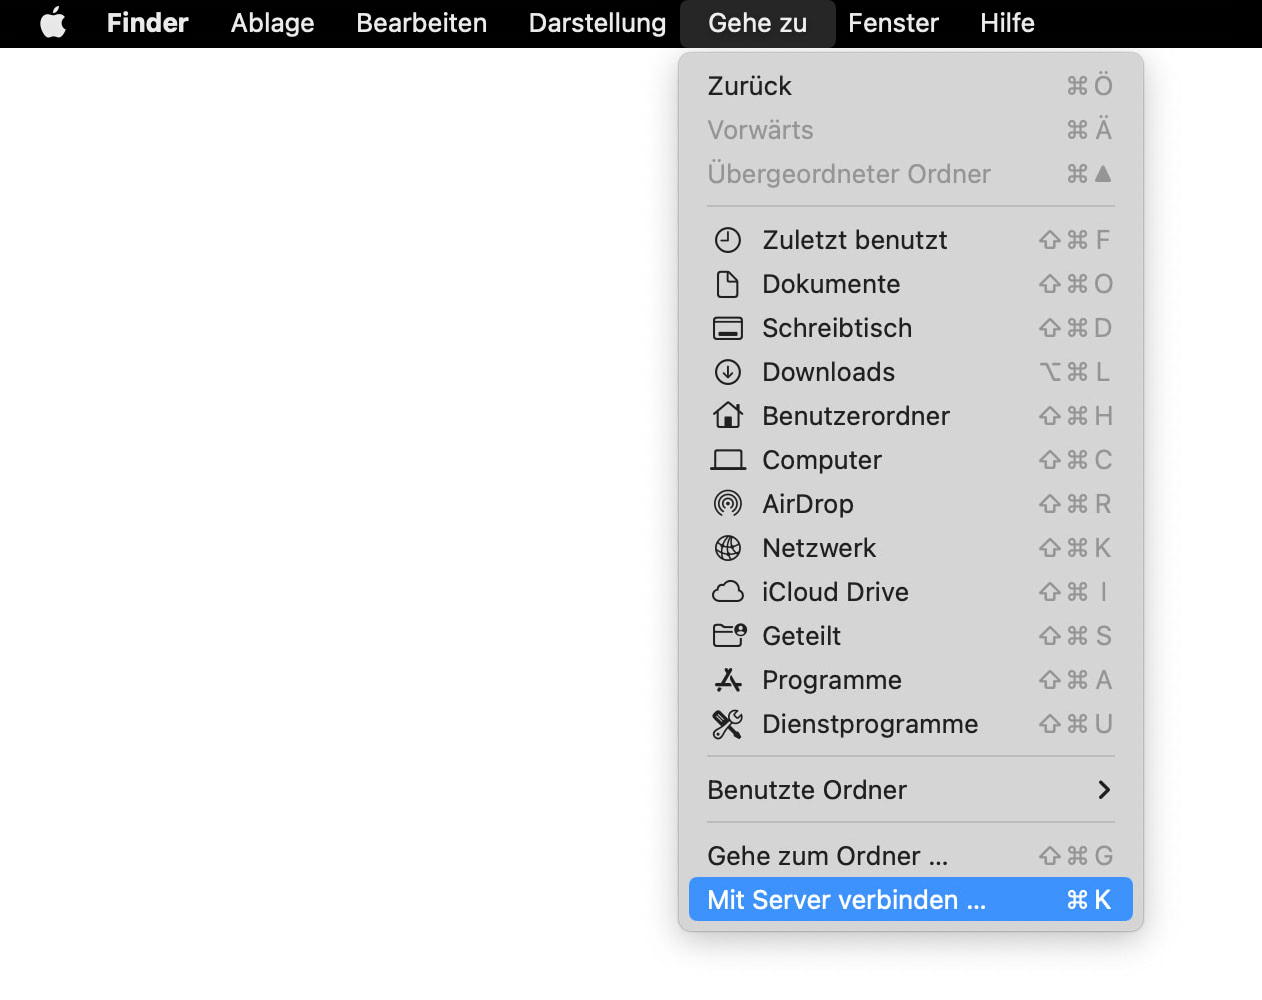 Finder Ablage Bearbeiten Darstellung Gehe zu Fenster Hilfe
Zurück ⌘ Ö
Vorwärts ⌘ Ä
Übergeordneter Ordner ⌘ ▲
Zuletzt benutzt ⇧ ⌘ F
Dokumente ⇧ ⌘ O
Schreibtisch ⇧ ⌘ D
Downloads ⌥ ⌘ L
Benutzerordner ⇧ ⌘ H
Computer ⇧ ⌘ C
AirDrop ⇧ ⌘ R
Netzwerk ⇧ ⌘ K
iCloud Drive ⇧ ⌘ I
Geteilt ⇧ ⌘ S
Programme ⇧ ⌘ A
Dienstprogramme ⇧ ⌘ U
Benutzte Ordner
Gehe zum Ordner ... ⇧ ⌘ G
Mit Server verbinden ... ⌘ K